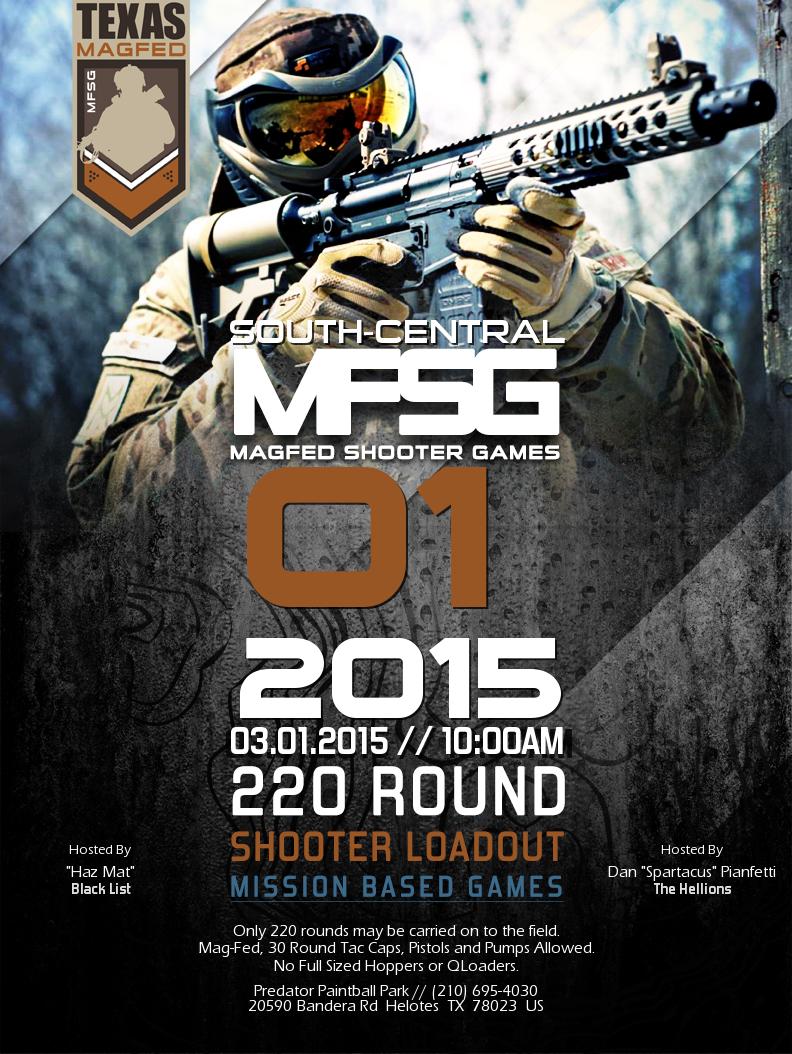 TEXAS
MAGFED
MFSG
SOUTH-CENTRAL
MFSG
MAGFED SHOOTER GAMES
01
2015
03.01.2015 // 10:00AM
220 ROUND
SHOOTER LOADOUT
MISSION BASED GAMES
Hosted By
"Haz Mat"
Black List
Hosted By
Dan "Spartacus" Pianfetti
The Hellions
Only 220 rounds may be carried on to the field.
Mag-Fed, 30 Round Tac Caps, Pistols and Pumps Allowed.
No Full Sized Hoppers or QLoaders.
Predator Paintball Park // (210) 695-4030
20590 Bandera Rd Helotes TX 78023 US